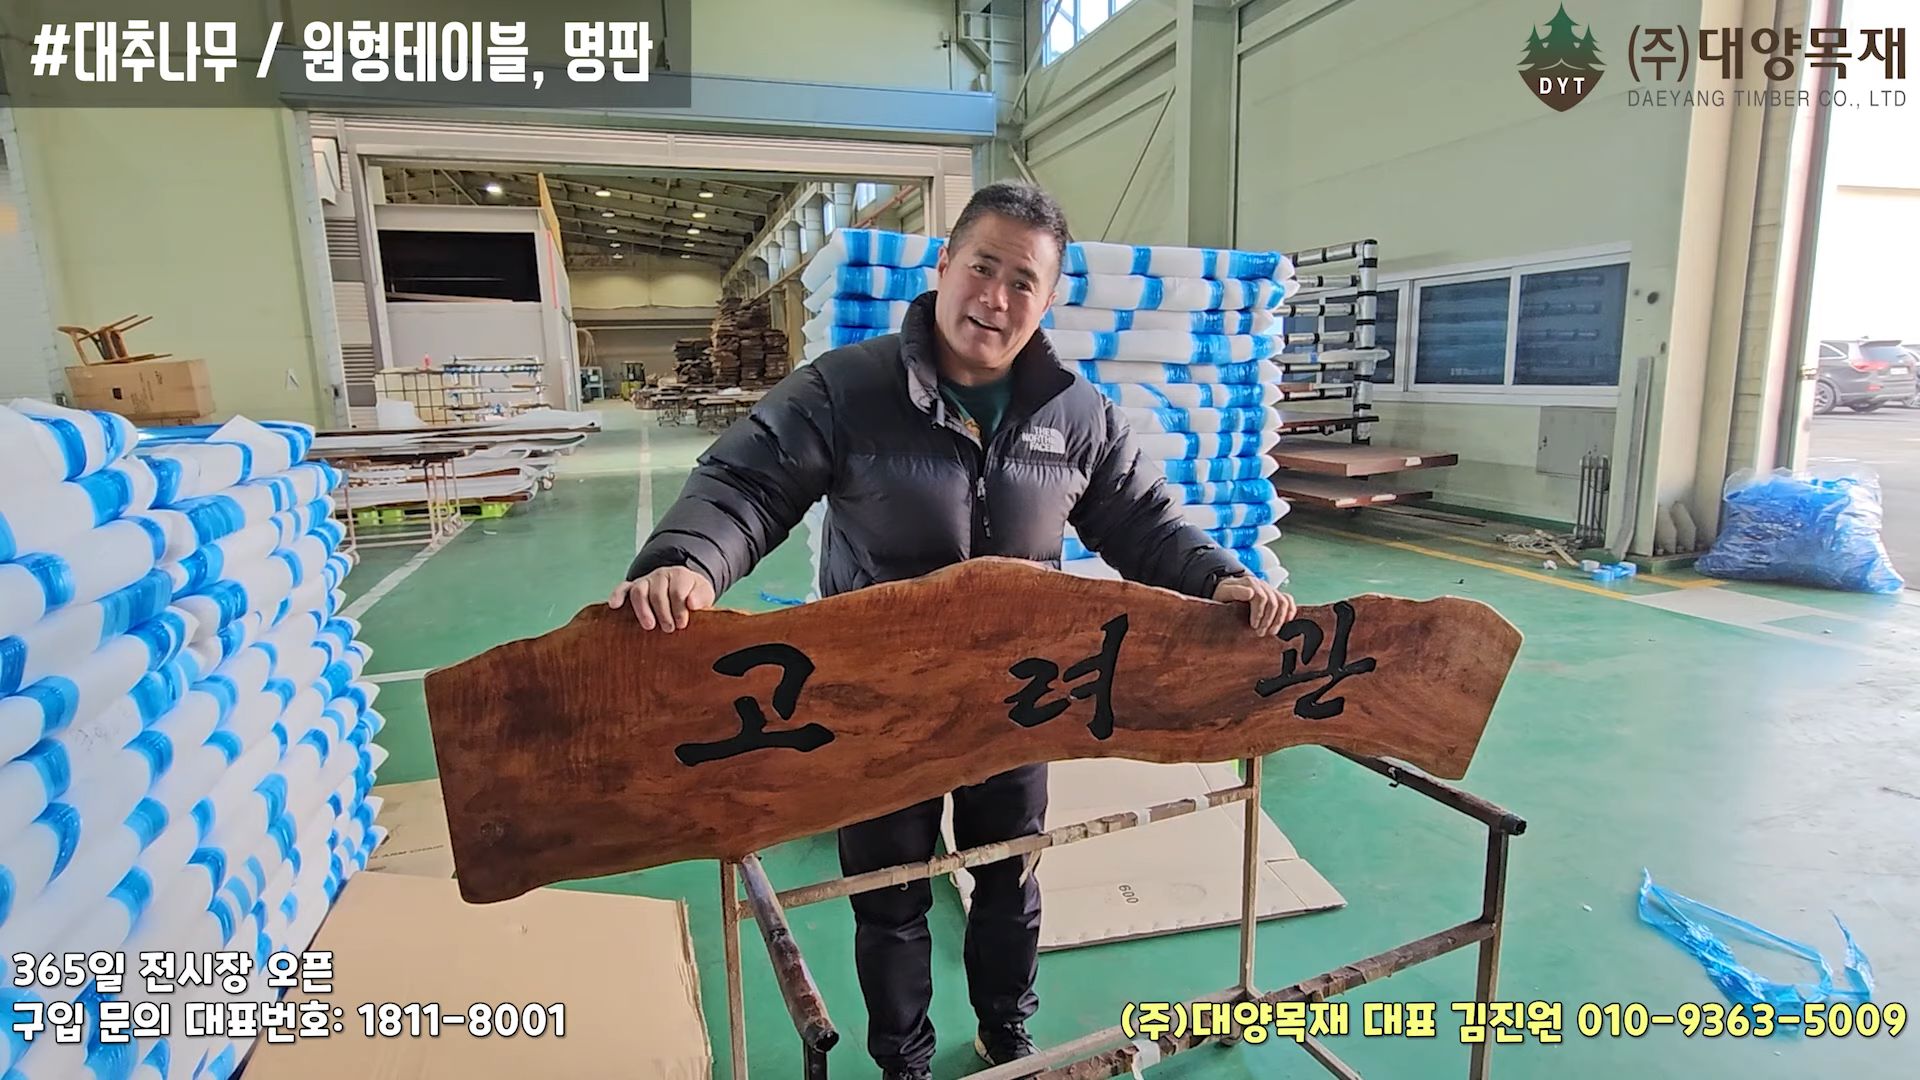 #대추나무 / 원형테이블, 명판
DYT
(주)대양목재
DAEYANG TIMBER CO., LTD
THE
NORTH
FACE
고려관
600
365일 전시장 오픈
구입 문의 대표번호: 1811-8001
(주)대양목재 대표 김진원 010-9363-5009